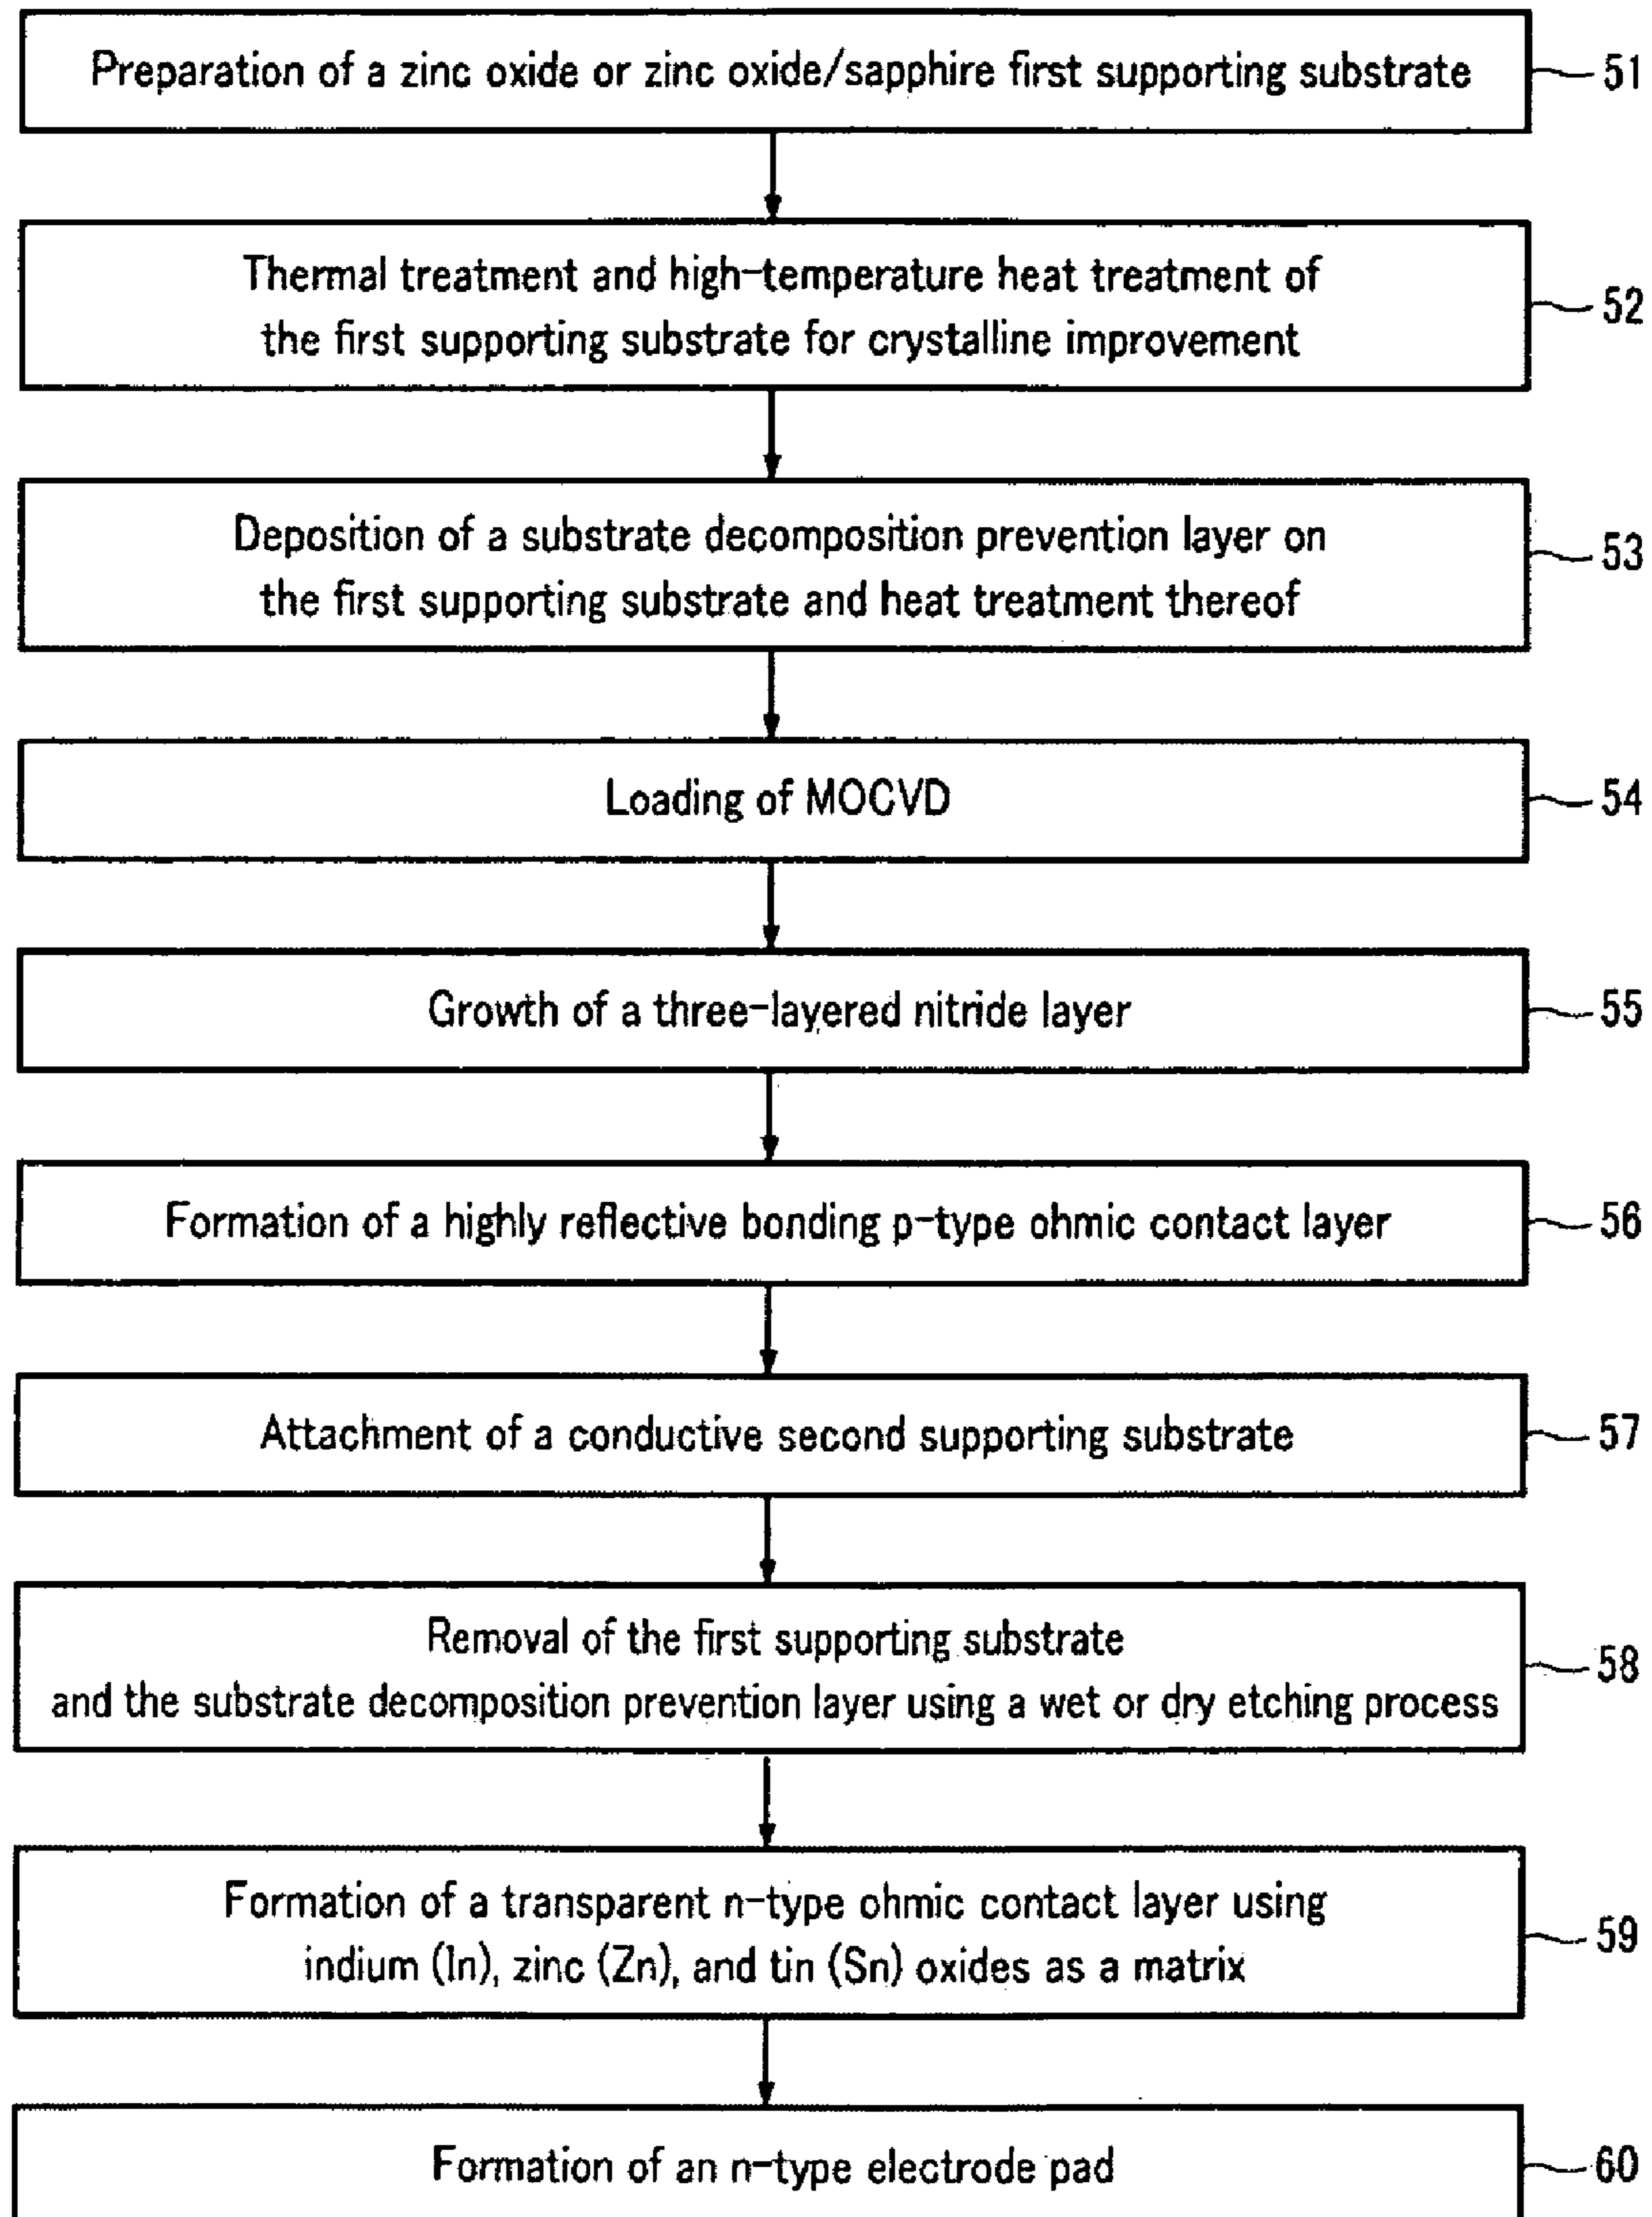 Preparation of a zinc oxide or zinc oxide/sapphire first supporting substrate
51
Thermal treatment and high-temperature heat treatment of
the first supporting substrate for crystalline improvement
52
Deposition of a substrate decomposition prevention layer on
the first supporting substrate and heat treatment thereof
53
Loading of MOCVD
54
Growth of a three-layered nitride layer
55
Formation of a highly reflective bonding p-type ohmic contact layer
56
Attachment of a conductive second supporting substrate
57
Removal of the first supporting substrate
and the substrate decomposition prevention layer using a wet or dry etching process
58
Formation of a transparent n-type ohmic contact layer using
indium (In), zinc (Zn), and tin (Sn) oxides as a matrix
59
Formation of an n-type electrode pad
60